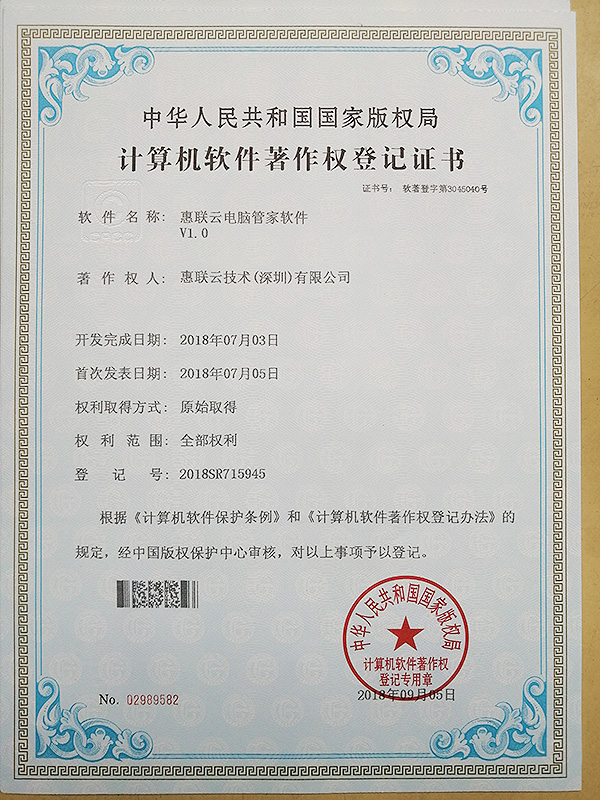 中华人民共和国国家版权局
计算机软件著作权登记证书
证书号： 软著登字第3045040号
软件名称： 惠联云电脑管家软件
V1.0
著作权人： 惠联云技术(深圳)有限公司
开发完成日期： 2018年07月03日
首次发表日期： 2018年07月05日
权利取得方式： 原始取得
权利范围： 全部权利
登记号： 2018SR715945
根据《计算机软件保护条例》和《计算机软件著作权登记办法》的
规定，经中国版权保护中心审核，对以上事项予以登记。
中华人民共和国国家版权局
计算机软件著作权
登记专用章
2018年09月05日
No. 02989582